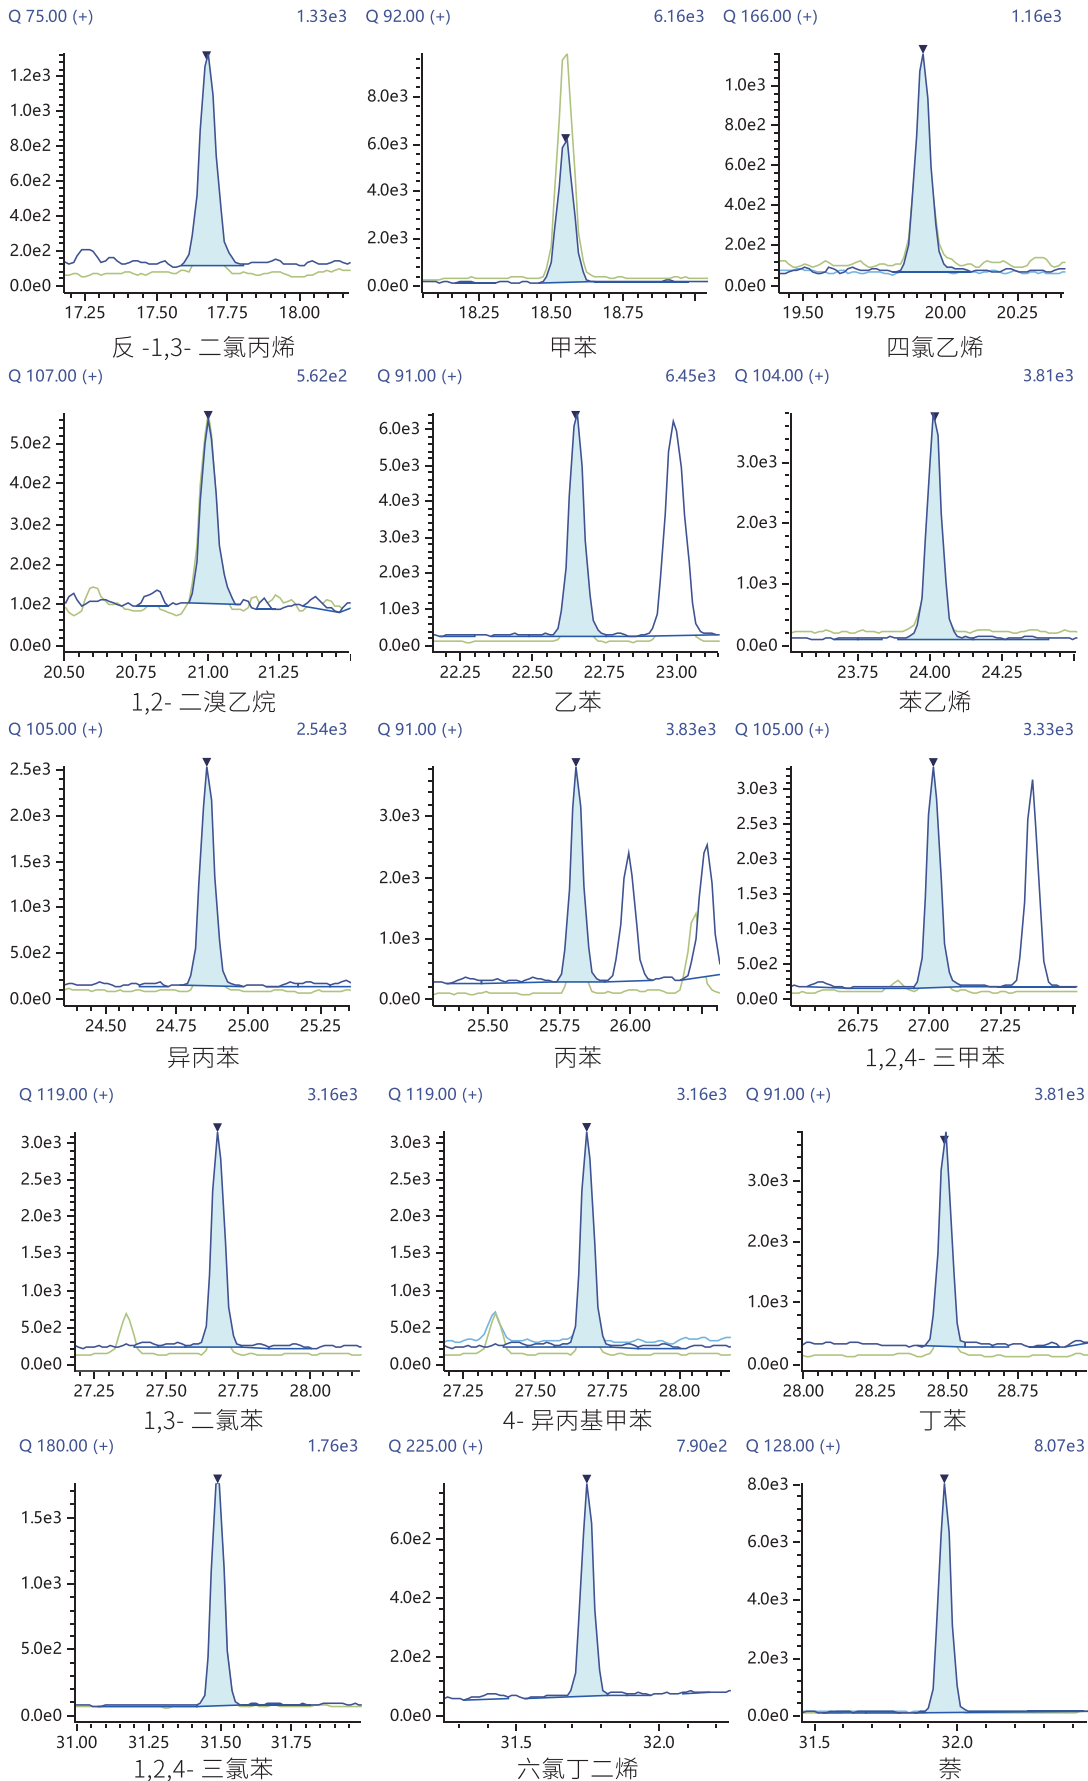 Q 75.00 (+) 1.33e3 Q 92.00 (+) 6.16e3 Q 166.00 (+) 1.16e3
1.2e3
1.0e3
8.0e2
6.0e2
4.0e2
2.0e2
0.0e0
17.25 17.50 17.75 18.00
反 -1,3- 二氯丙烯
8.0e3
6.0e3
4.0e3
2.0e3
0.0e0
18.25 18.50 18.75
甲苯
1.0e3
8.0e2
6.0e2
4.0e2
2.0e2
0.0e0
19.50 19.75 20.00 20.25
四氯乙烯
Q 107.00 (+) 5.62e2 Q 91.00 (+) 6.45e3 Q 104.00 (+) 3.81e3
5.0e2
4.0e2
3.0e2
2.0e2
1.0e2
0.0e0
20.50 20.75 21.00 21.25
1,2- 二溴乙烷
6.0e3
5.0e3
4.0e3
3.0e3
2.0e3
1.0e3
0.0e0
22.25 22.50 22.75 23.00
乙苯
3.0e3
2.0e3
1.0e3
0.0e0
23.75 24.00 24.25
苯乙烯
Q 105.00 (+) 2.54e3 Q 91.00 (+) 3.83e3 Q 105.00 (+) 3.33e3
2.5e3
2.0e3
1.5e3
1.0e3
5.0e2
0.0e0
24.50 24.75 25.00 25.25
异丙苯
3.0e3
2.0e3
1.0e3
0.0e0
25.50 25.75 26.00
丙苯
3.0e3
2.5e3
2.0e3
1.5e3
1.0e3
5.0e2
0.0e0
26.75 27.00 27.25
1,2,4- 三甲苯
Q 119.00 (+) 3.16e3 Q 119.00 (+) 3.16e3 Q 91.00 (+) 3.81e3
3.0e3
2.5e3
2.0e3
1.5e3
1.0e3
5.0e2
0.0e0
27.25 27.50 27.75 28.00
1,3- 二氯苯
3.0e3
2.5e3
2.0e3
1.5e3
1.0e3
5.0e2
0.0e0
27.25 27.50 27.75 28.00
4- 异丙基甲苯
3.0e3
2.0e3
1.0e3
0.0e0
28.00 28.25 28.50 28.75
丁苯
Q 180.00 (+) 1.76e3 Q 225.00 (+) 7.90e2 Q 128.00 (+) 8.07e3
1.5e3
1.0e3
5.0e2
0.0e0
31.00 31.25 31.50 31.75
1,2,4- 三氯苯
6.0e2
4.0e2
2.0e2
0.0e0
31.5 32.0
六氯丁二烯
8.0e3
6.0e3
4.0e3
2.0e3
0.0e0
31.5 32.0
萘